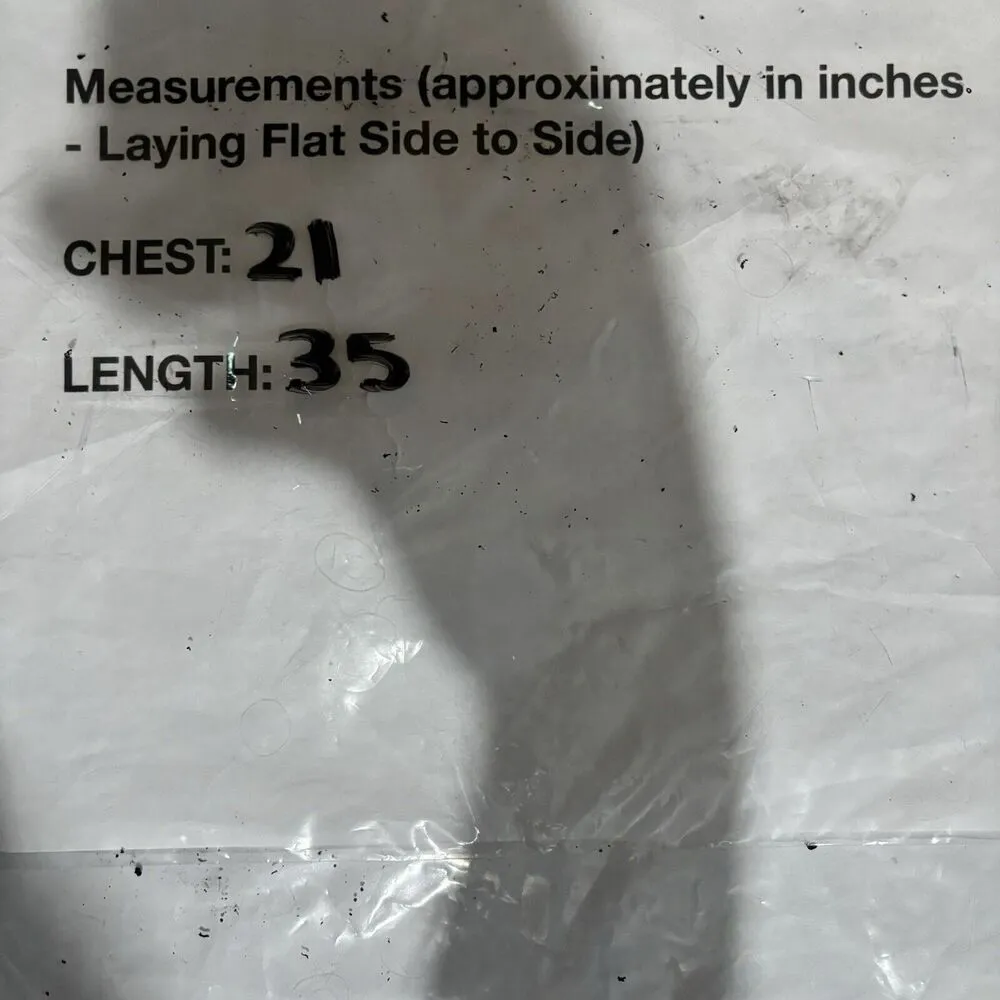 Measurements (approximately in inches.
- Laying Flat Side to Side)
CHEST: 21
LENGTH: 35